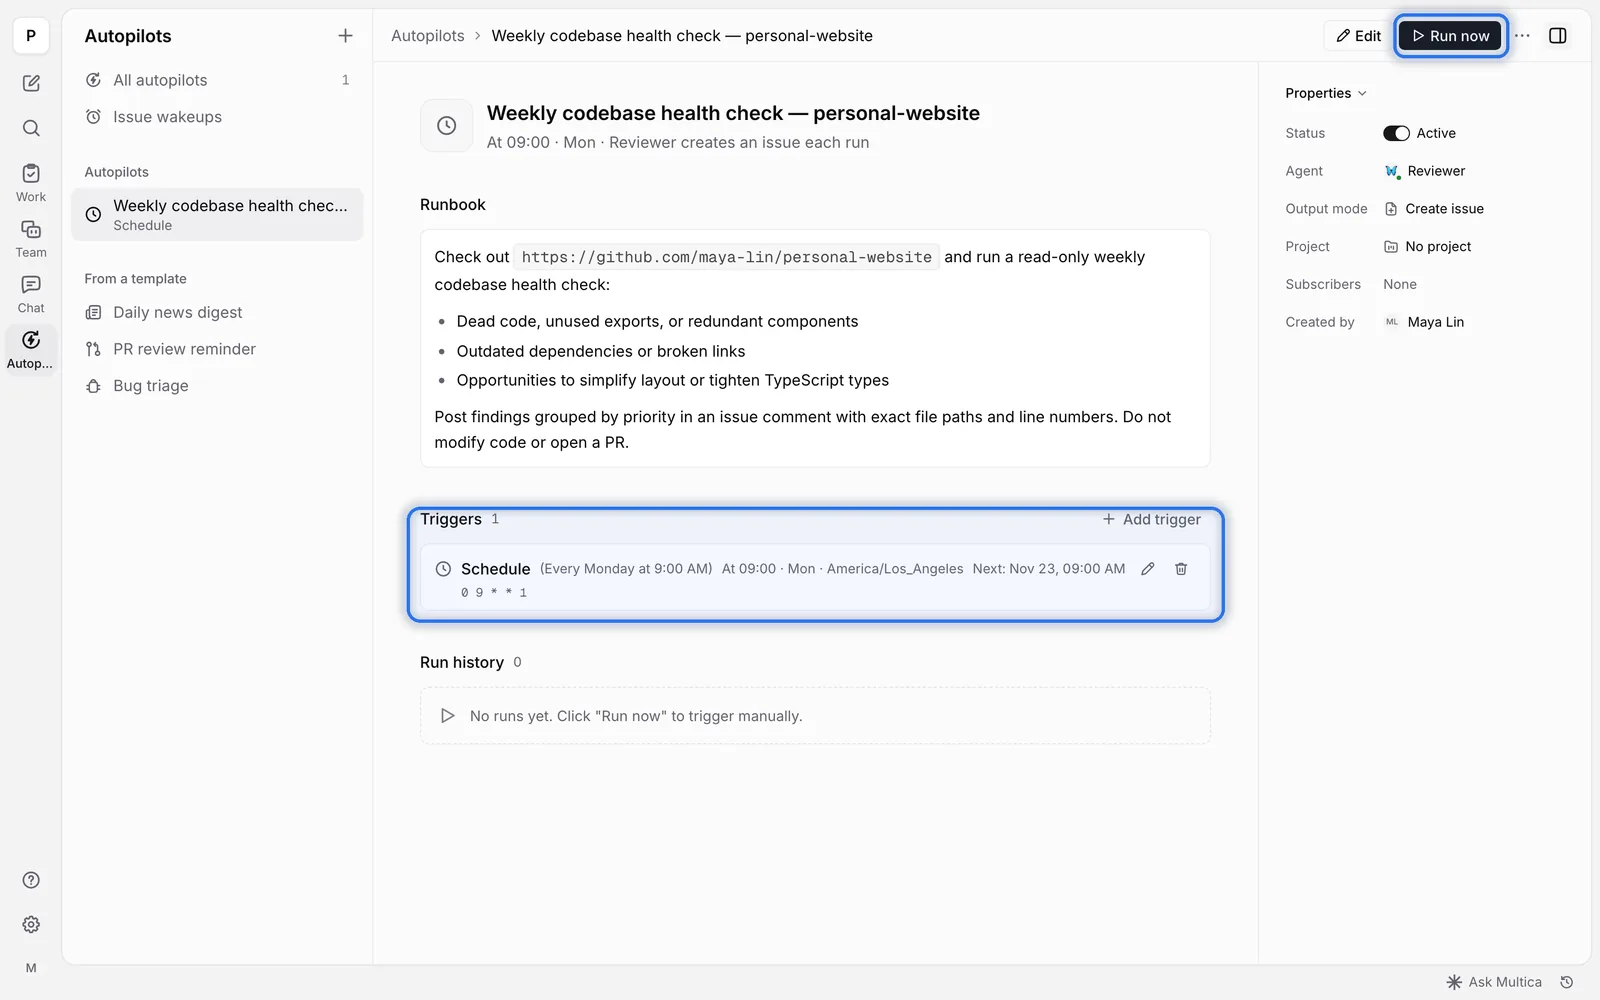 P
Autopilots
Autopilots › Weekly codebase health check — personal-website
Edit
Run now
All autopilots 1
Issue wakeups
Autopilots
Weekly codebase health chec...
Schedule
From a template
Daily news digest
PR review reminder
Bug triage
Work
Team
Chat
Autop...
M
Weekly codebase health check — personal-website
At 09:00 · Mon · Reviewer creates an issue each run
Runbook
Check out https://github.com/maya-lin/personal-website and run a read-only weekly
codebase health check:
• Dead code, unused exports, or redundant components
• Outdated dependencies or broken links
• Opportunities to simplify layout or tighten TypeScript types
Post findings grouped by priority in an issue comment with exact file paths and line numbers. Do not
modify code or open a PR.
Triggers 1
+ Add trigger
Schedule (Every Monday at 9:00 AM) At 09:00 · Mon · America/Los_Angeles Next: Nov 23, 09:00 AM
0 9 * * 1
Run history 0
No runs yet. Click "Run now" to trigger manually.
Properties
Status Active
Agent Reviewer
Output mode Create issue
Project No project
Subscribers None
Created by ML Maya Lin
Ask Multica